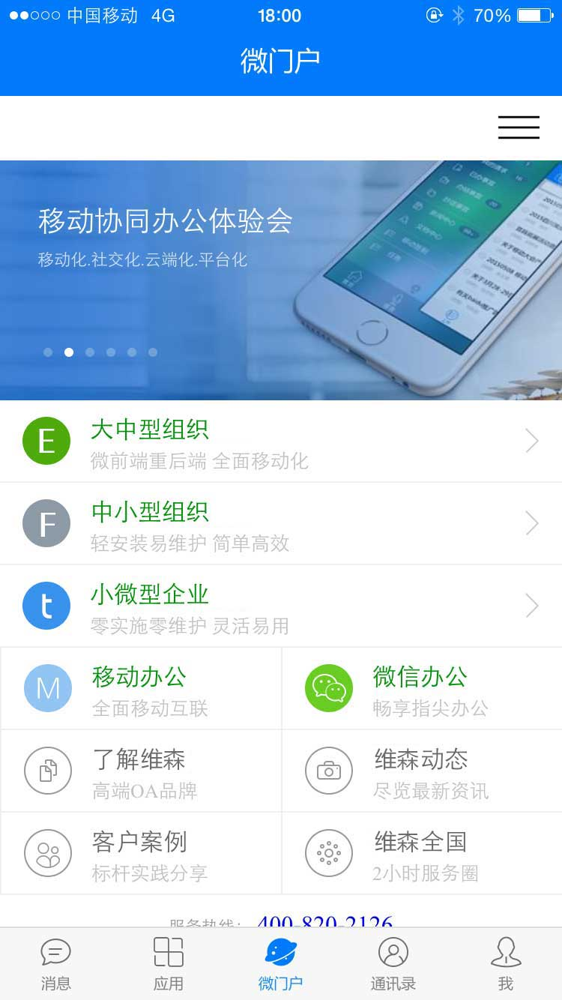 中国移动 4G 18:00 70%
微门户
移动协同办公体验会
移动化.社交化.云端化.平台化
E
大中型组织
微前端重后端 全面移动化
F
中小型组织
轻安装易维护 简单高效
t
小微型企业
零实施零维护 灵活易用
M
移动办公
全面移动互联
微信办公
畅享指尖办公
了解维森
高端OA品牌
维森动态
尽览最新资讯
客户案例
标杆实践分享
维森全国
2小时服务圈
服务热线: 400-820-2126
消息
应用
微门户
通讯录
我